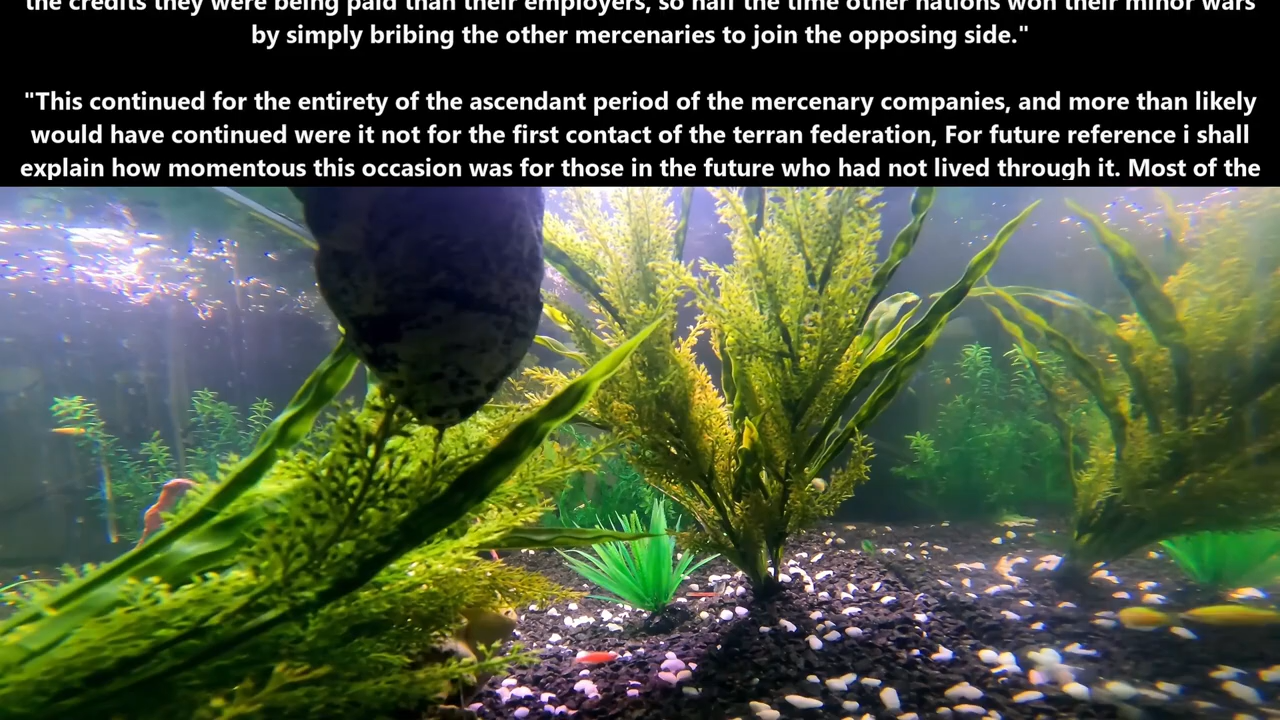 the credits they were being paid than their employers, so half the time other nations won their minor wars
by simply bribing the other mercenaries to join the opposing side."
"This continued for the entirety of the ascendant period of the mercenary companies, and more than likely
would have continued were it not for the first contact of the terran federation, For future reference i shall
explain how momentous this occasion was for those in the future who had not lived through it. Most of the